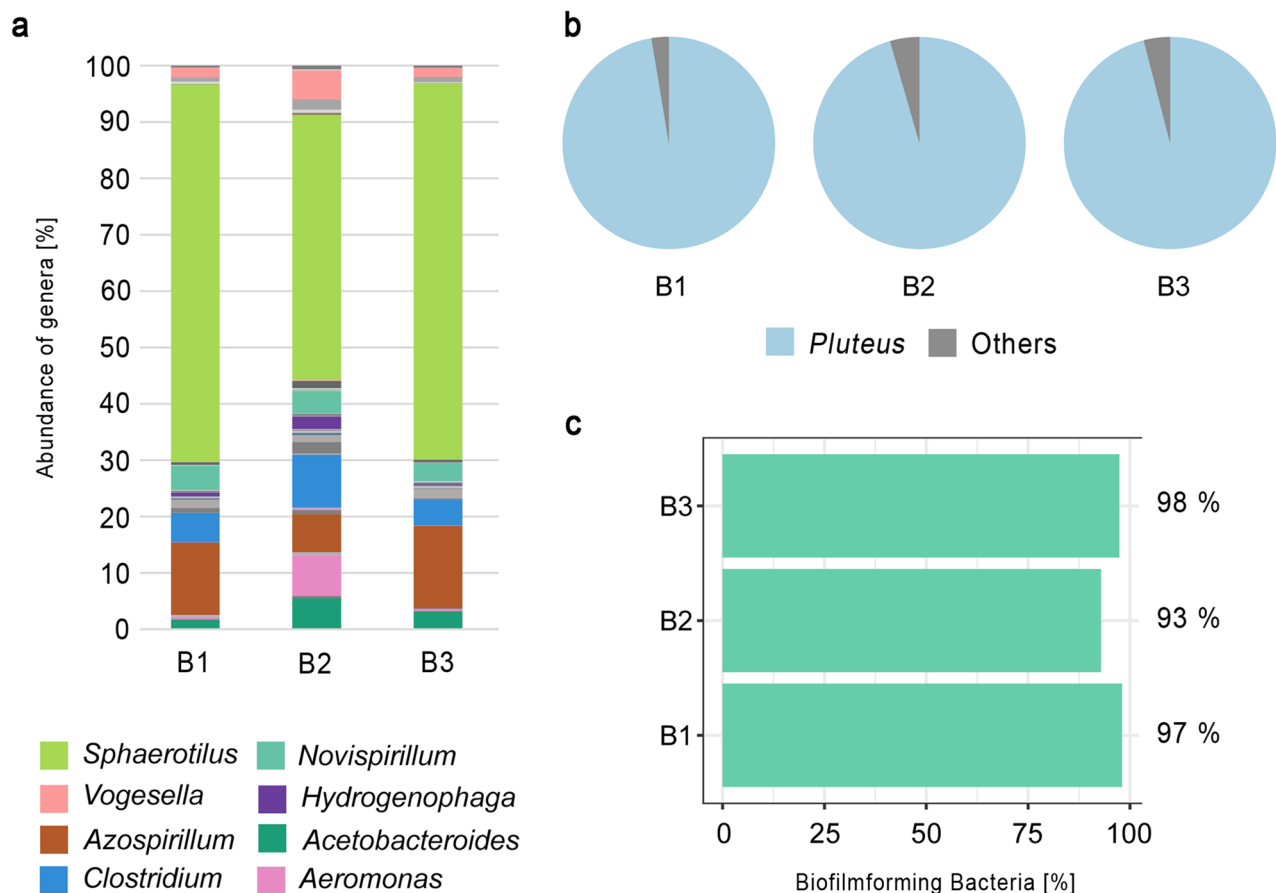 a
Abundance of genera [%]
100
90
80
70
60
50
40
30
20
10
0
B1
B2
B3
Sphaerotilus
Vogesella
Azospirillum
Clostridium
Novispirillum
Hydrogenophaga
Acetobacteroides
Aeromonas
b
B1
B2
B3
Pluteus
Others
c
B3
98 %
B2
93 %
B1
97 %
0
25
50
75
100
Biofilmforming Bacteria [%]